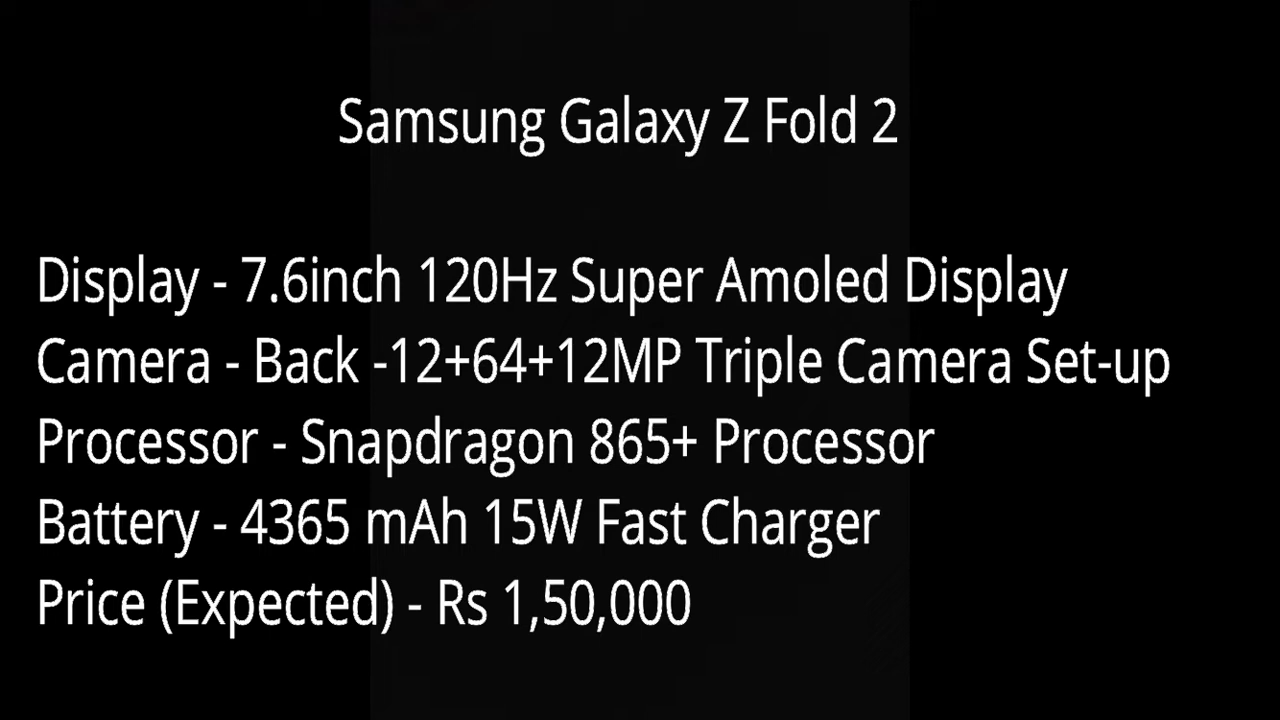 Samsung Galaxy Z Fold 2
Display - 7.6inch 120Hz Super Amoled Display
Camera - Back -12+64+12MP Triple Camera Set-up
Processor - Snapdragon 865+ Processor
Battery - 4365 mAh 15W Fast Charger
Price (Expected) - Rs 1,50,000